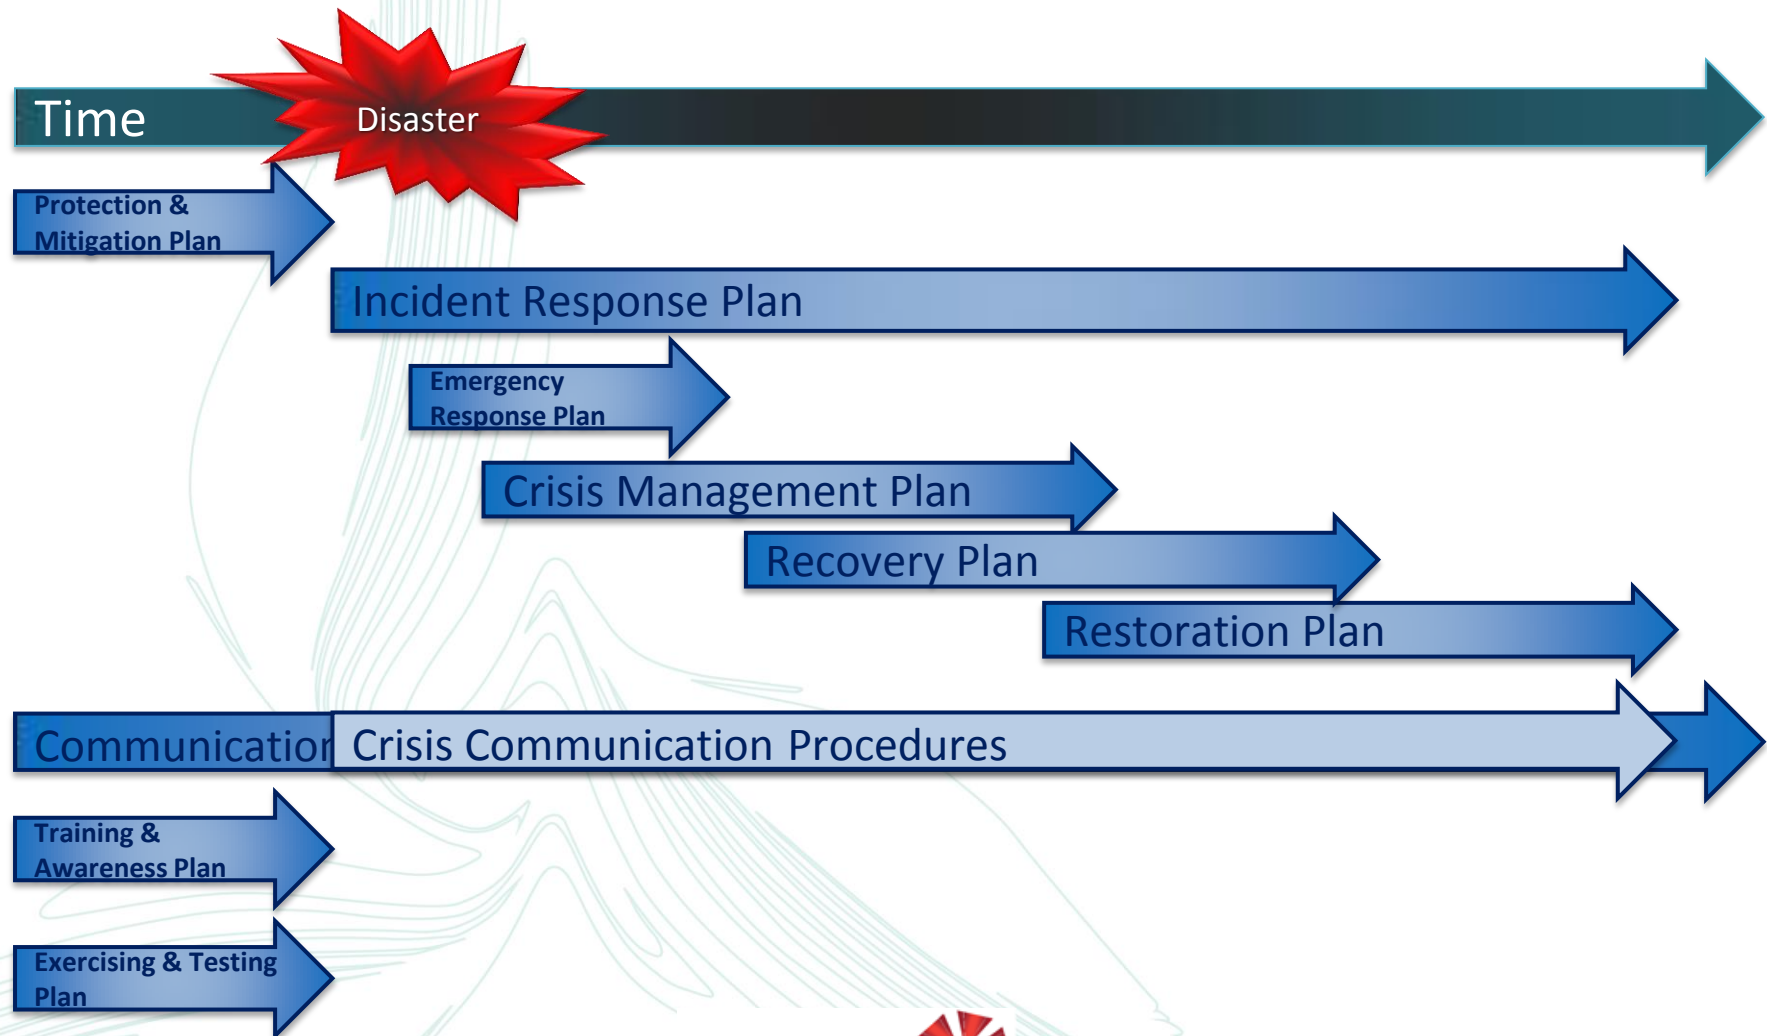 Time
Disaster
Protection &
Mitigation Plan
Incident Response Plan
Emergency
Response Plan
Crisis Management Plan
Recovery Plan
Restoration Plan
Communication
Crisis Communication Procedures
Training &
Awareness Plan
Exercising & Testing
Plan